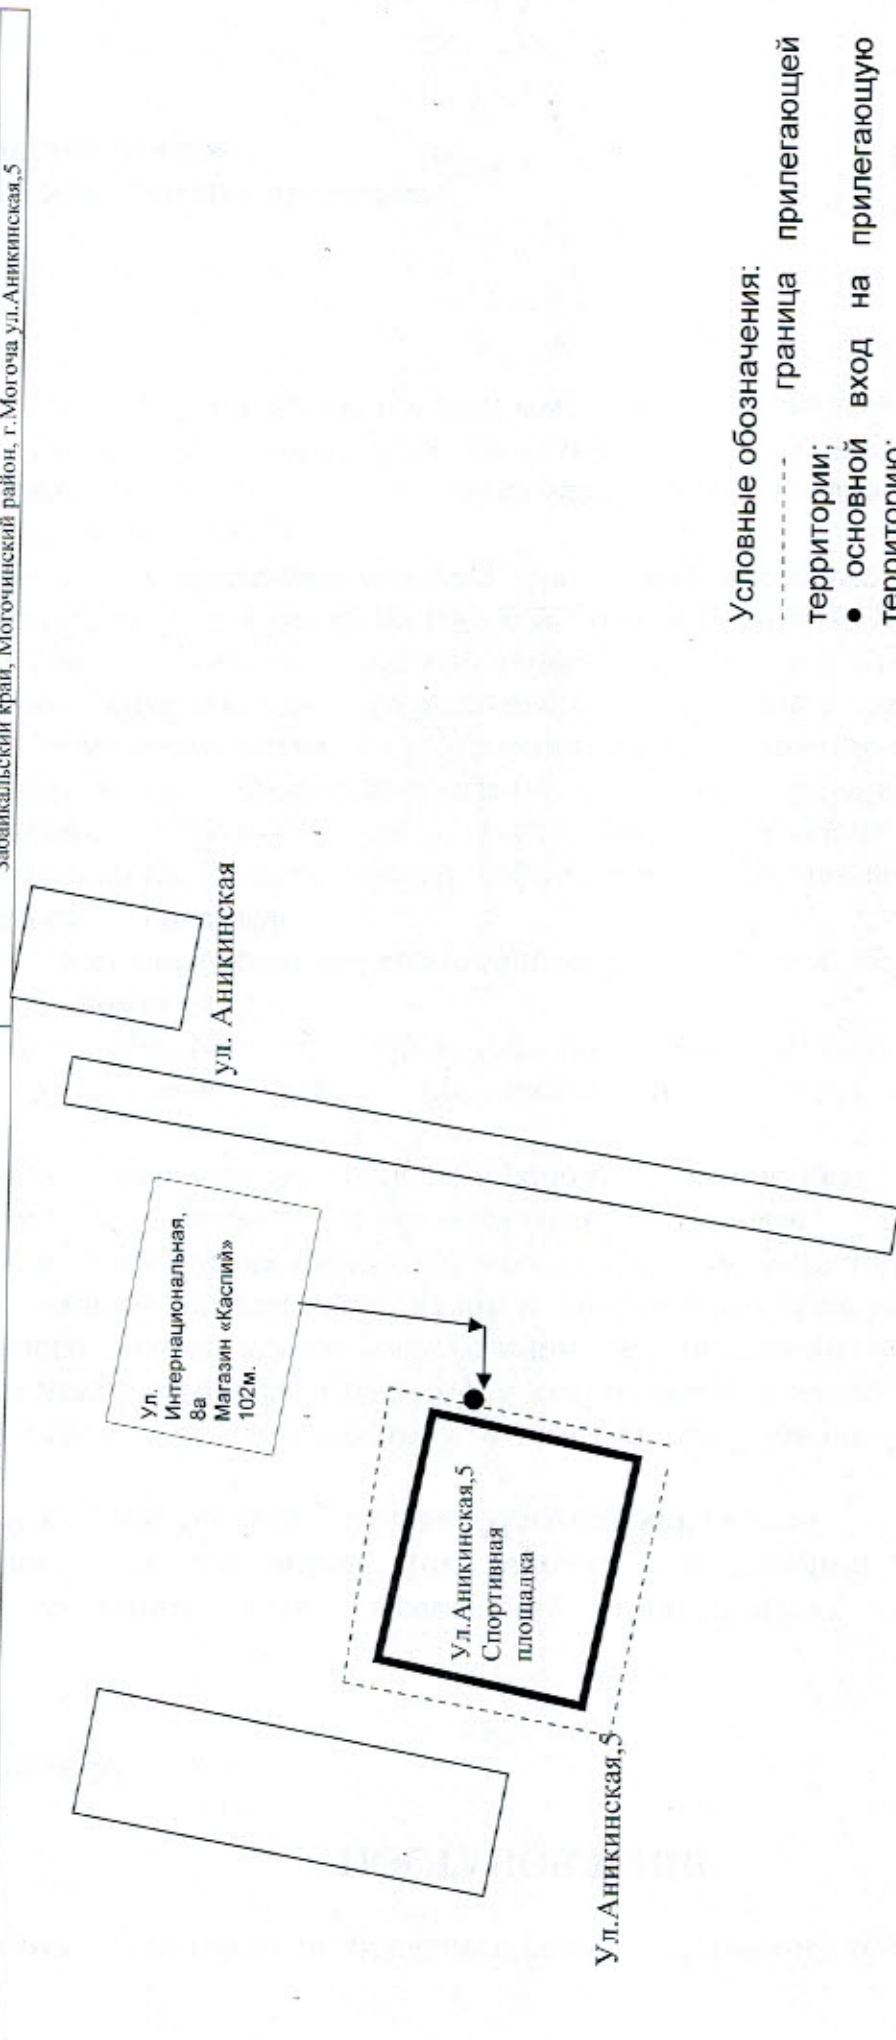 Забайкальский край, Могочинский район, г.Могоча ул.Аникинская,5
ул. Аникинская
Ул.
Интернациональная,
8а
Магазин «Каспий»
102м.
Ул.Аникинская,5
Спортивная
площадка
Ул.Аникинская,5
Условные обозначения:
граница прилегающей
территории;
● основной вход на прилегающую
территорию;